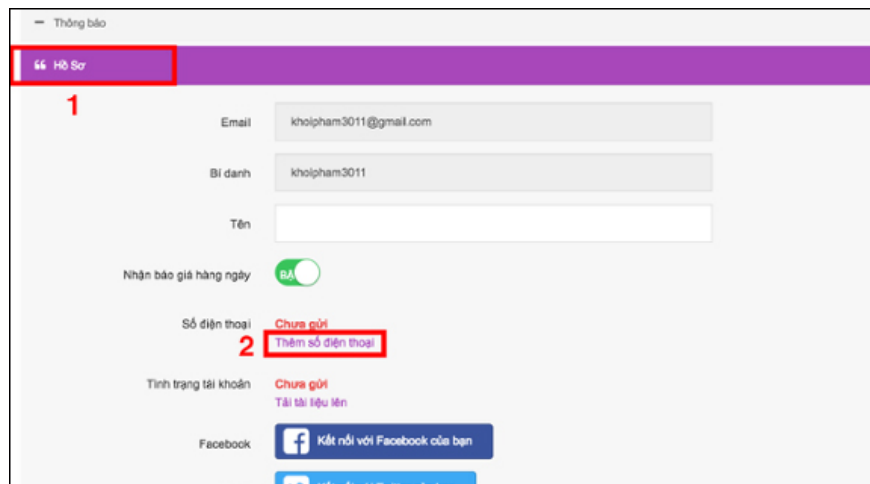 Thông báo
Hồ Sơ
1
Email khoipham3011@gmail.com
Bí danh khoipham3011
Tên
Nhận báo giá hàng ngày BẬ
Số điện thoại Chưa gửi
2 Thêm số điện thoại
Tình trạng tài khoản Chưa gửi
Tải tài liệu lên
Facebook f Kết nối với Facebook của bạn